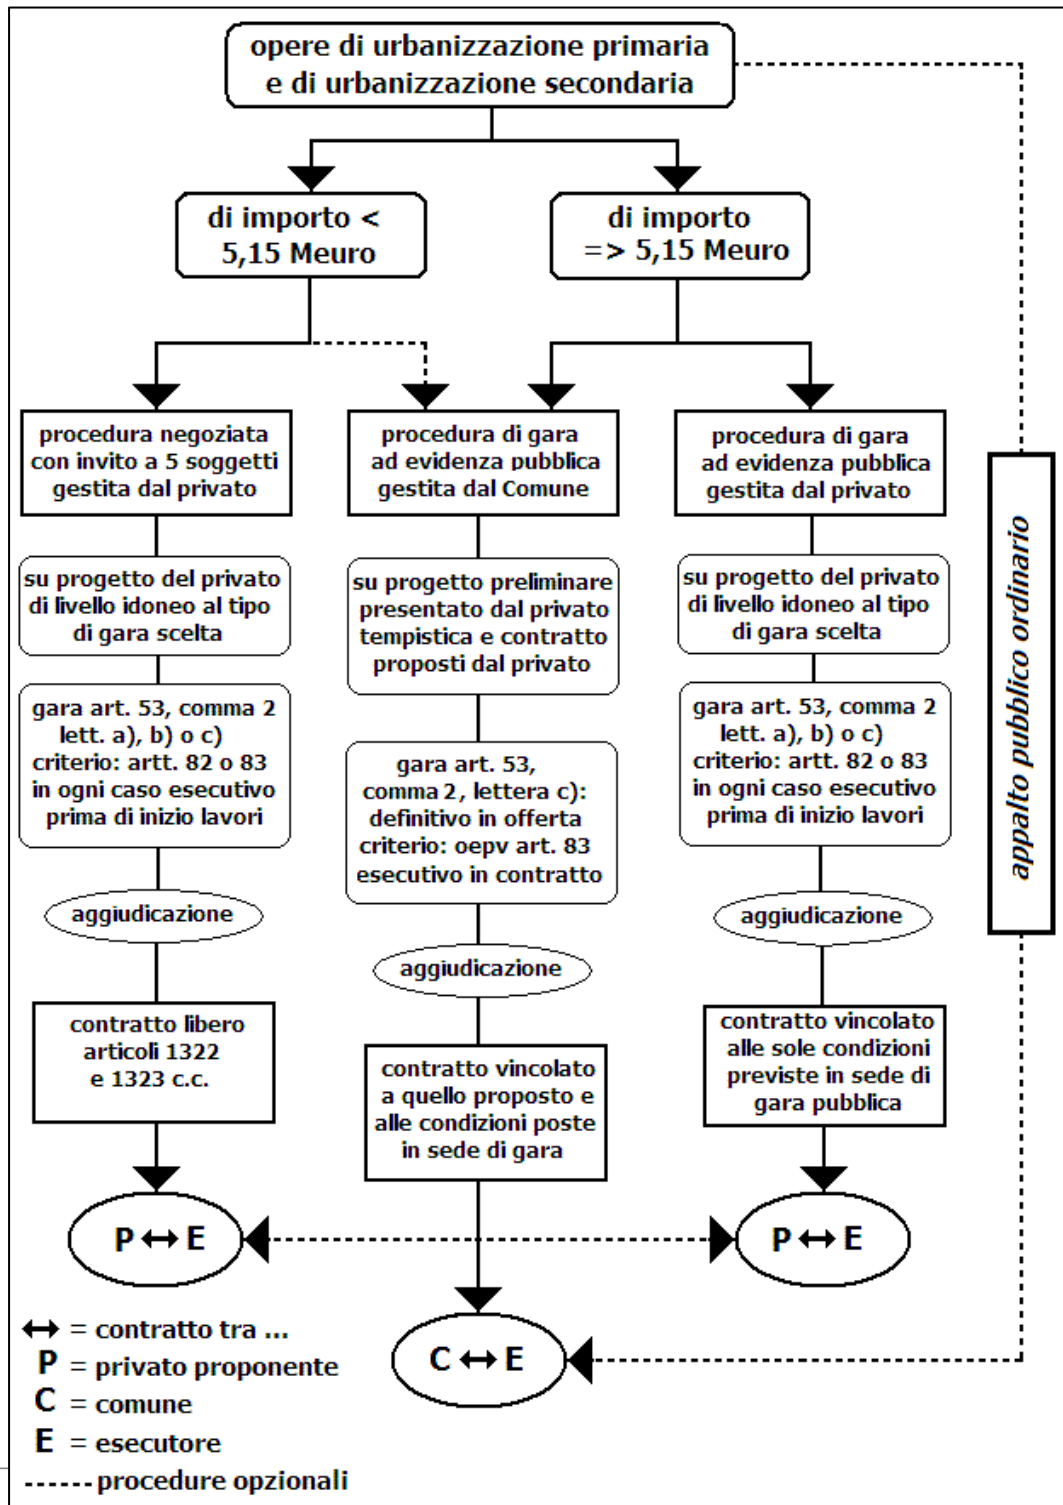 opere di urbanizzazione primaria
e di urbanizzazione secondaria
di importo <
5,15 Meuro
di importo
=> 5,15 Meuro
procedura negoziata
con invito a 5 soggetti
gestita dal privato
procedura di gara
ad evidenza pubblica
gestita dal Comune
procedura di gara
ad evidenza pubblica
gestita dal privato
su progetto del privato
di livello idoneo al tipo
di gara scelta
su progetto preliminare
presentato dal privato
tempistica e contratto
proposti dal privato
su progetto del privato
di livello idoneo al tipo
di gara scelta
gara art. 53, comma 2
lett. a), b) o c)
criterio: artt. 82 o 83
in ogni caso esecutivo
prima di inizio lavori
gara art. 53,
comma 2, lettera c):
definitivo in offerta
criterio: oepv art. 83
esecutivo in contratto
gara art. 53, comma 2
lett. a), b) o c)
criterio: artt. 82 o 83
in ogni caso esecutivo
prima di inizio lavori
appalto pubblico ordinario
aggiudicazione
aggiudicazione
aggiudicazione
contratto libero
articoli 1322
e 1323 c.c.
contratto vincolato
a quello proposto e
alle condizioni poste
in sede di gara
contratto vincolato
alle sole condizioni
previste in sede di
gara pubblica
P ↔ E
P ↔ E
C ↔ E
↔ = contratto tra ...
P = privato proponente
C = comune
E = esecutore
------ procedure opzionali